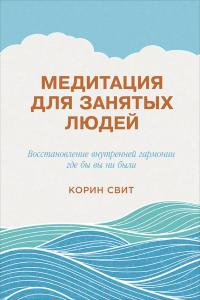 МЕДИТАЦИЯ
ДЛЯ ЗАНЯТЫХ
ЛЮДЕЙ
Восстановление внутренней гармонии
где бы вы ни были
КОРИН СВИТ